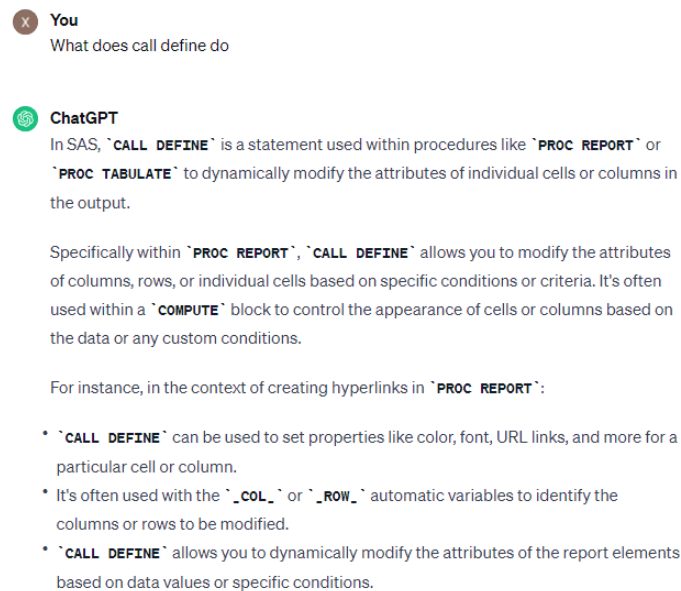 X
You
What does call define do
ChatGPT
In SAS, `CALL DEFINE` is a statement used within procedures like `PROC REPORT` or
`PROC TABULATE` to dynamically modify the attributes of individual cells or columns in
the output.
Specifically within `PROC REPORT`, `CALL DEFINE` allows you to modify the attributes
of columns, rows, or individual cells based on specific conditions or criteria. It's often
used within a `COMPUTE` block to control the appearance of cells or columns based on
the data or any custom conditions.
For instance, in the context of creating hyperlinks in `PROC REPORT`:
• `CALL DEFINE` can be used to set properties like color, font, URL links, and more for a
particular cell or column.
• It's often used with the `_COL_` or `_ROW_` automatic variables to identify the
columns or rows to be modified.
• `CALL DEFINE` allows you to dynamically modify the attributes of the report elements
based on data values or specific conditions.